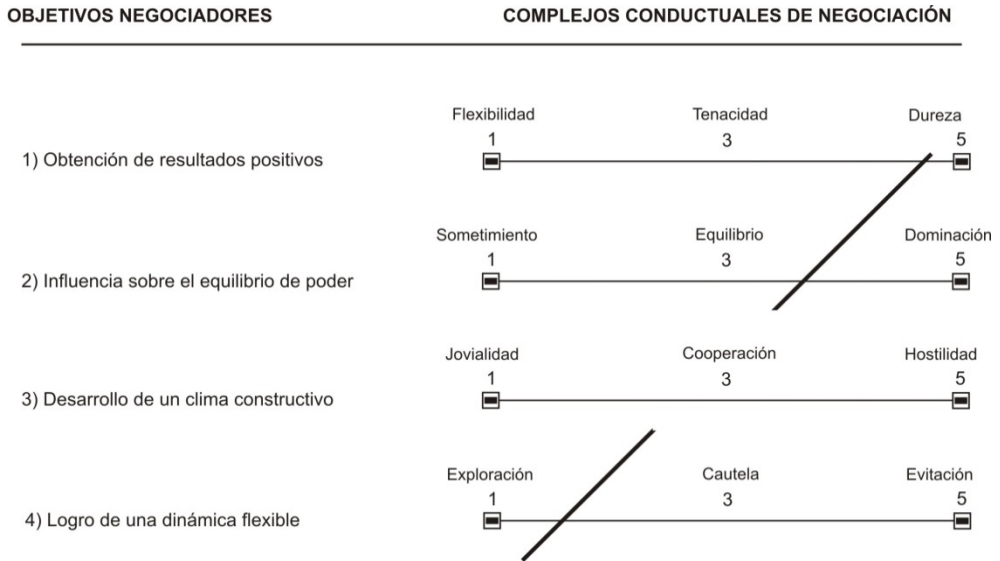 OBJETIVOS NEGOCIADORES COMPLEJOS CONDUCTUALES DE NEGOCIACIÓN
Flexibilidad Tenacidad Dureza
1 3 5
1) Obtención de resultados positivos
Sometimiento Equilibrio Dominación
1 3 5
2) Influencia sobre el equilibrio de poder
Jovialidad Cooperación Hostilidad
1 3 5
3) Desarrollo de un clima constructivo
Exploración Cautela Evitación
1 3 5
4) Logro de una dinámica flexible